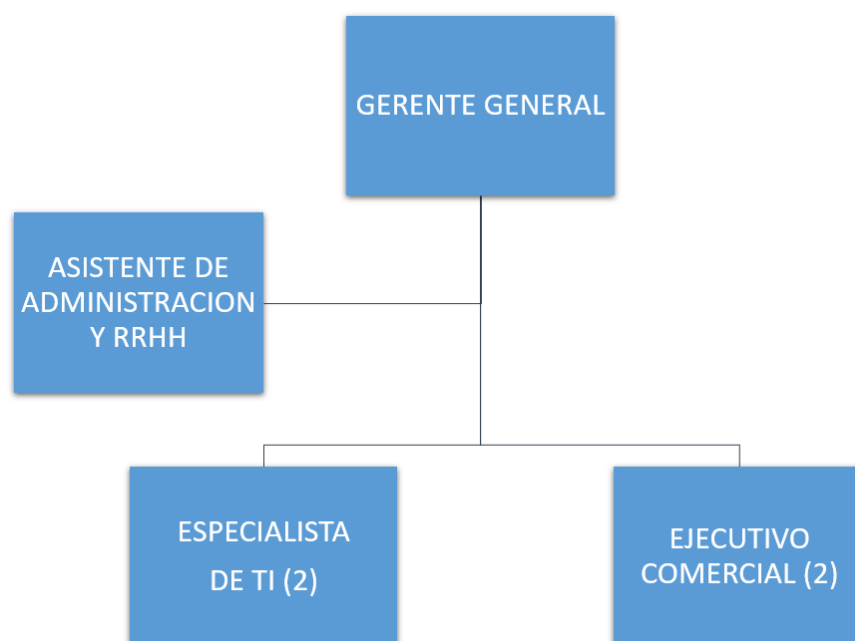 GERENTE GENERAL
ASISTENTE DE
ADMINISTRACION
Y RRHH
ESPECIALISTA
DE TI (2)
EJECUTIVO
COMERCIAL (2)